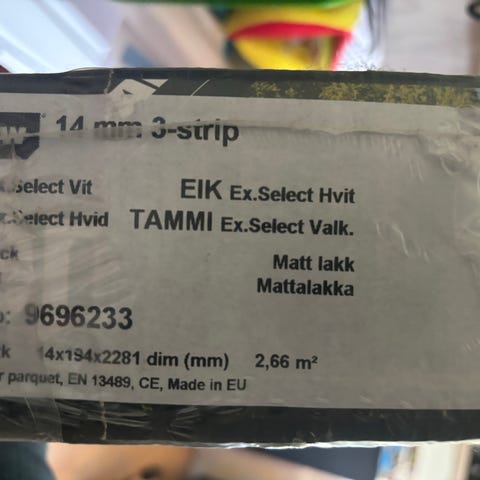 14 mm 3-strip
Select Vit EIK Ex.Select Hvit
Select Hvid TAMMI Ex.Select Valk.
Matt lakk
Mattalakka
9696233
14x194x2281 dim (mm) 2,66 m²
parquet, EN 13489, CE, Made in EU